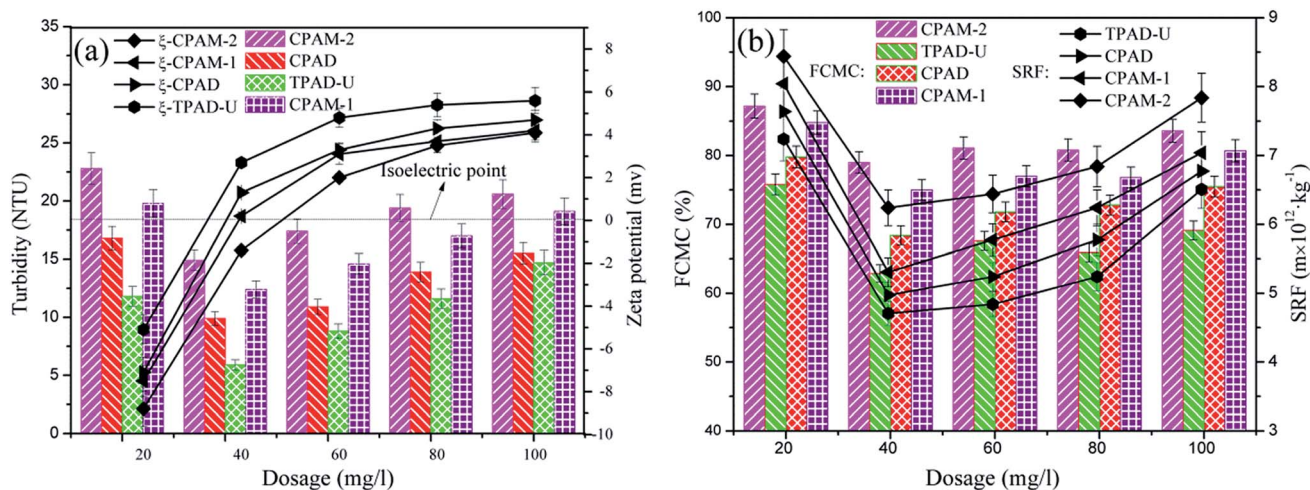 (a)
ξ-CPAM-2
ξ-CPAM-1
ξ-CPAD
ξ-TPAD-U
CPAM-2
CPAD
TPAD-U
CPAM-1
Isoelectric point
Turbidity (NTU)
35
30
25
20
15
10
5
0
Zeta potential (mv)
9
8
6
4
2
0
-2
-4
-6
-8
-10
20 40 60 80 100
Dosage (mg/l)
(b)
FCMC:
CPAM-2
TPAD-U
CPAD
CPAM-1
SRF:
TPAD-U
CPAD
CPAM-1
CPAM-2
FCMC (%)
100%
90
80
70
60
50
40
SRF (m×10¹²·kg⁻¹)
9
8
7
6
5
4
3
20 40 60 80 100
Dosage (mg/l)